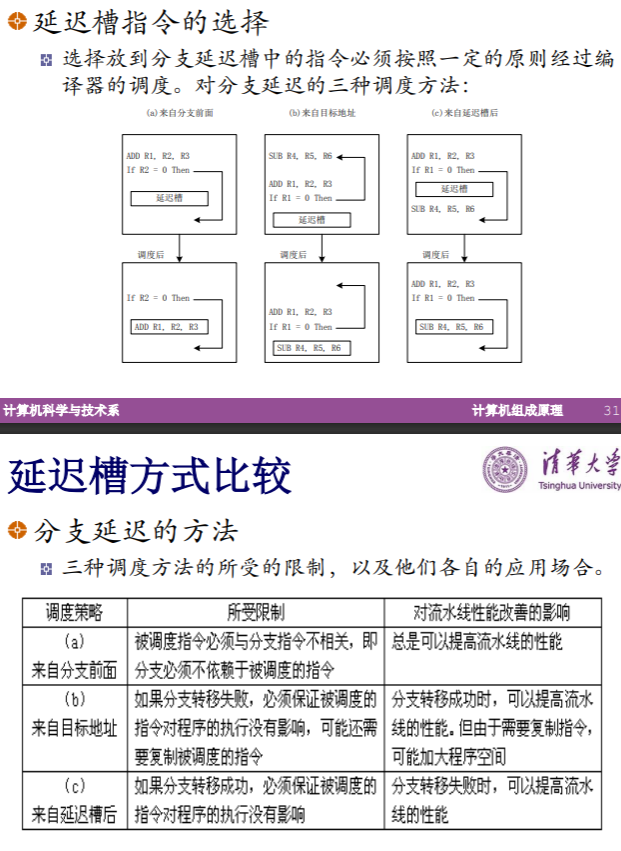 延迟槽指令的选择
选择放到分支延迟槽中的指令必须按照一定的原则经过编
译器的调度。对分支延迟的三种调度方法：
(a)来自分支前面
ADD R1, R2, R3
If R2 = 0 Then
延迟槽
调度后
If R2 = 0 Then
ADD R1, R2, R3
(b)来自目标地址
SUB R4, R5, R6
ADD R1, R2, R3
If R1 = 0 Then
延迟槽
调度后
ADD R1, R2, R3
If R1 = 0 Then
SUB R4, R5, R6
(c)来自延迟槽后
ADD R1, R2, R3
If R1 = 0 Then
延迟槽
SUB R4, R5, R6
调度后
ADD R1, R2, R3
If R1 = 0 Then
SUB R4, R5, R6
计算机科学与技术系
计算机组成原理
31
延迟槽方式比较
清华大学
Tsinghua University
分支延迟的方法
三种调度方法的所受的限制，以及他们各自的应用场合。
调度策略
所受限制
对流水线性能改善的影响
(a)
来自分支前面
被调度指令必须与分支指令不相关，即
分支必须不依赖于被调度的指令
总是可以提高流水线的性能
(b)
来自目标地址
如果分支转移失败，必须保证被调度的
指令对程序的执行没有影响，可能还需
要复制被调度的指令
分支转移成功时，可以提高流水
线的性能。但由于需要复制指令，
可能加大程序空间
(c)
来自延迟槽后
如果分支转移成功，必须保证被调度的
指令对程序的执行没有影响
分支转移失败时，可以提高流水
线的性能